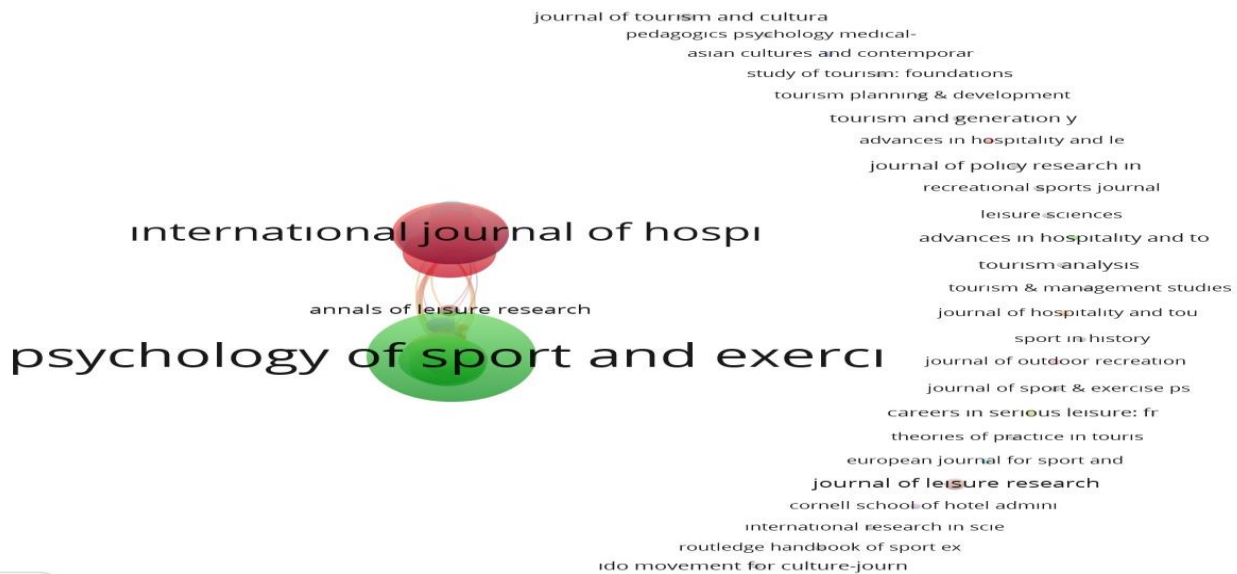 journal of tourism and cultura
pedagogics psychology medical-
asian cultures and contemporar
study of tourism: foundations
tourism planning & development
tourism and generation y
advances in hospitality and le
journal of policy research in
recreational sports journal
leisure sciences
international journal of hospi
advances in hospitality and to
tourism analysis
tourism & management studies
annals of leisure research
journal of hospitality and tou
sport in history
psychology of sport and exerci
journal of outdoor recreation
journal of sport & exercise ps
careers in serious leisure: fr
theories of practice in touris
european journal for sport and
journal of leisure research
cornell school of hotel admini
international research in scie
routledge handbook of sport ex
ido movement for culture-journ